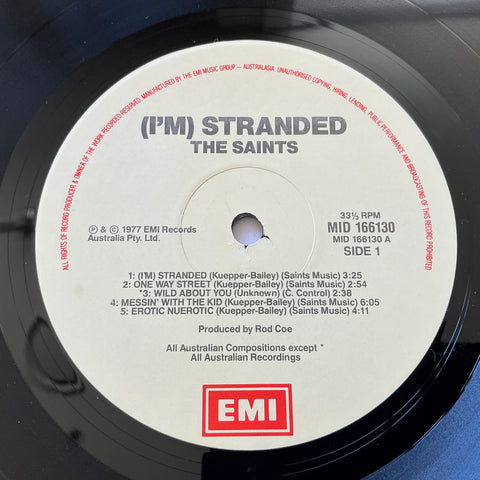 ALL RIGHTS OF RECORD PRODUCER & OWNER OF THE WORK RECORDED RESERVED. MANUFACTURED BY THE EMI MUSIC GROUP – AUSTRALASIA. UNAUTHORISED COPYING, HIRING, LENDING, PUBLIC PERFORMANCE AND BROADCASTING OF THIS RECORD PROHIBITED
(I'M) STRANDED
THE SAINTS
℗ & © 1977 EMI Records
Australia Pty. Ltd.
33⅓ RPM
MID 166130
MID 166130 A
SIDE 1
1: (I'M) STRANDED (Kuepper-Bailey) (Saints Music) 3:25
2: ONE WAY STREET (Kuepper-Bailey) (Saints Music) 2:54
*3: WILD ABOUT YOU (Unknown) (C. Control) 2:38
4: MESSIN' WITH THE KID (Kuepper-Bailey) (Saints Music) 6:05
5: EROTIC NUEROTIC (Kuepper-Bailey) (Saints Music) 4:11
Produced by Rod Coe
All Australian Compositions except *
All Australian Recordings
EMI